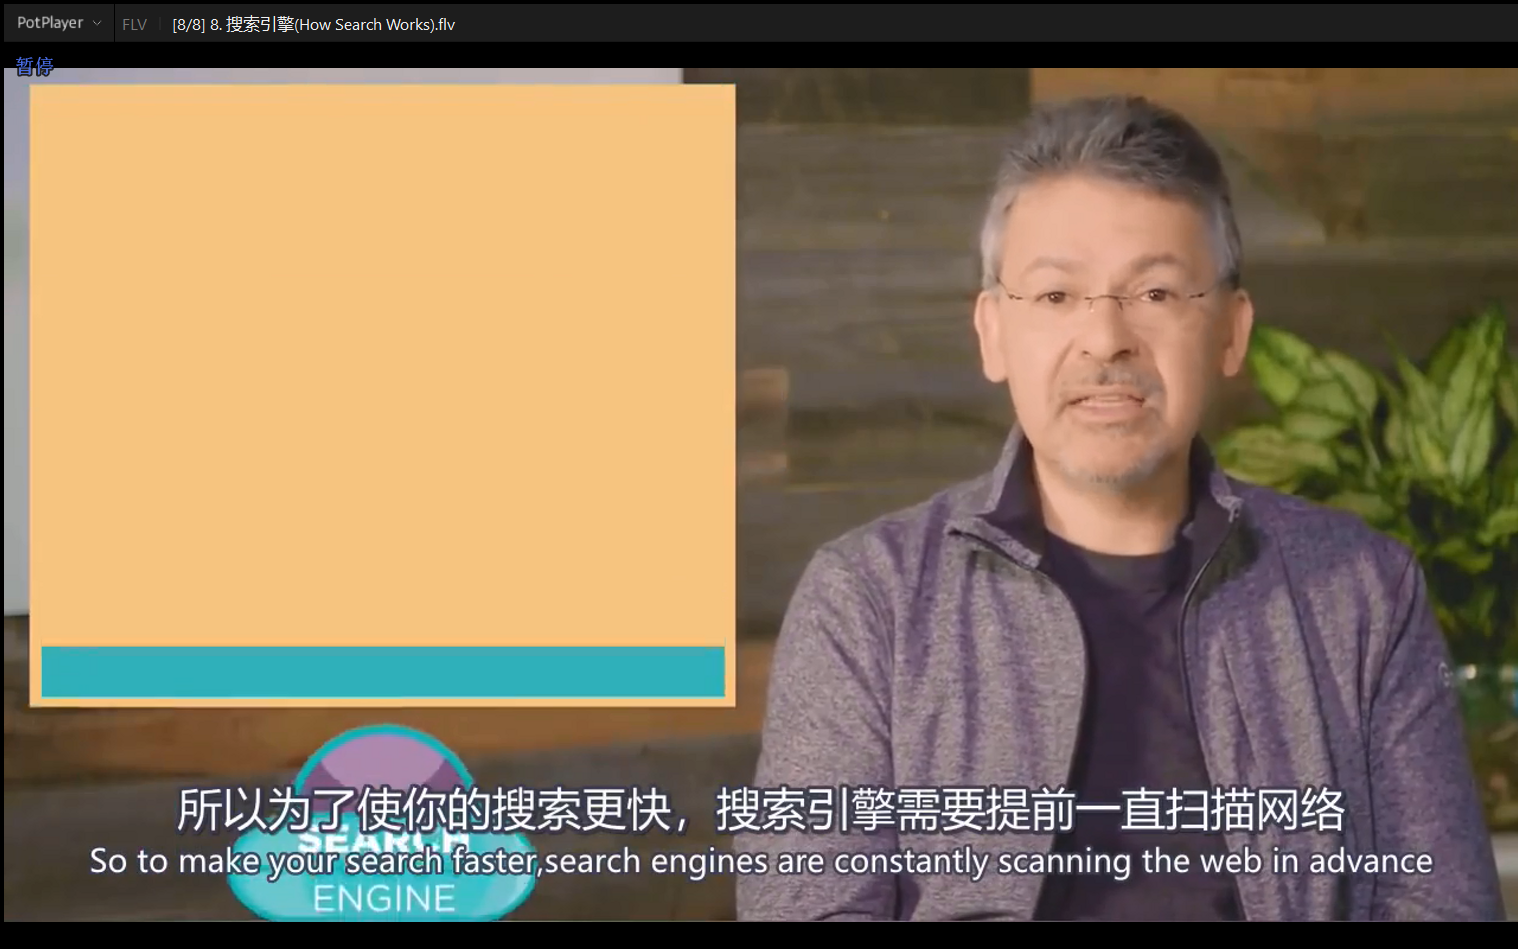 PotPlayer
FLV
[8/8] 8. 搜索引擎(How Search Works).flv
暂停
所以为了使你的搜索更快，搜索引擎需要提前一直扫描网络
SEARCH
So to make your search faster,search engines are constantly scanning the web in advance
ENGINE